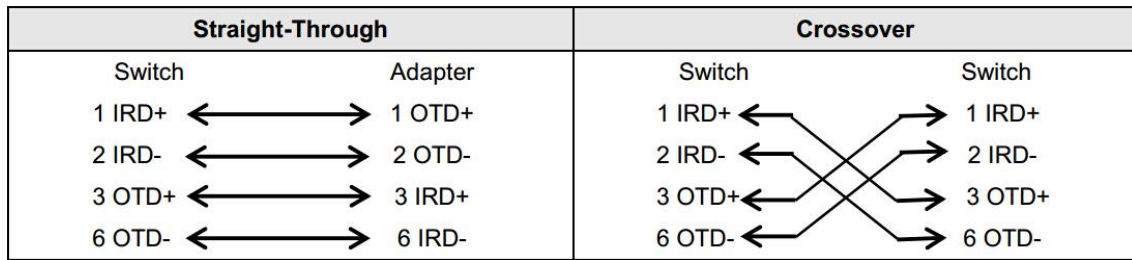 Straight-Through Crossover
Switch Adapter Switch Switch
1 IRD+ 1 OTD+ 1 IRD+ 1 IRD+
2 IRD- 2 OTD- 2 IRD- 2 IRD-
3 OTD+ 3 IRD+ 3 OTD+ 3 OTD+
6 OTD- 6 IRD- 6 OTD- 6 OTD-